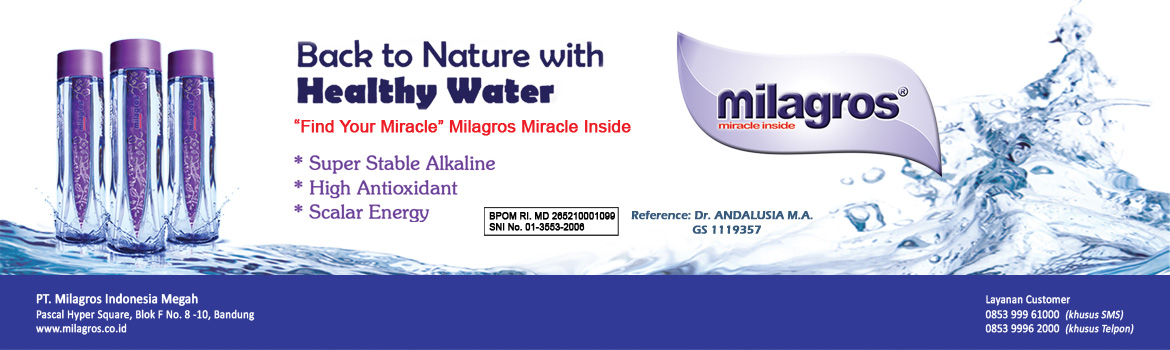 Back to Nature with
Healthy Water
“Find Your Miracle” Milagros Miracle Inside
* Super Stable Alkaline
* High Antioxidant
* Scalar Energy
BPOM RI. MD 265210001099
SNI No. 01-3553-2006
Reference: Dr. ANDALUSIA M.A.
GS 1119357
milagros®
miracle inside
milagros
milagros
milagros
PT. Milagros Indonesia Megah
Pascal Hyper Square, Blok F No. 8 -10, Bandung
www.milagros.co.id
Layanan Customer
0853 999 61000 (khusus SMS)
0853 9996 2000 (khusus Telpon)